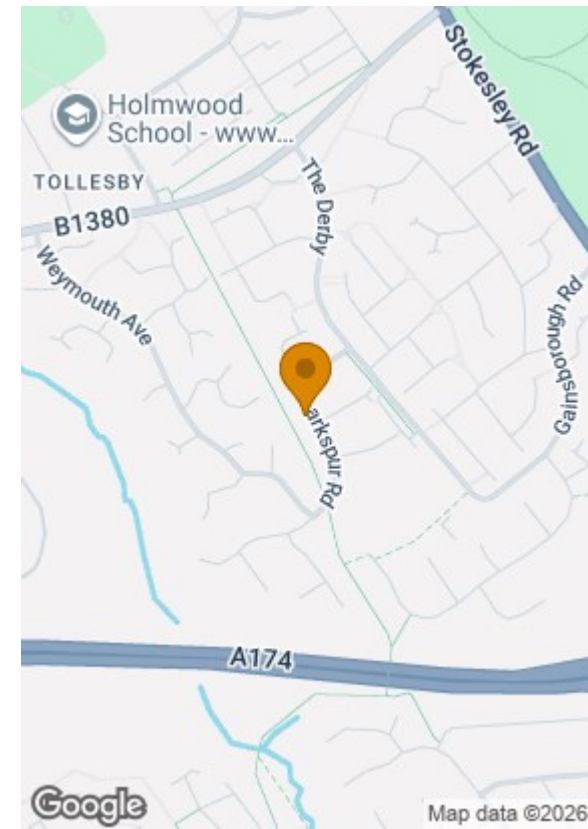 Stokesley Rd
Holmwood
School - www...
The Derby
TOLLESBY
B1380
Weymouth Ave
Gainsborough Rd
arkspur Rd
A174
Google
Map data ©2026